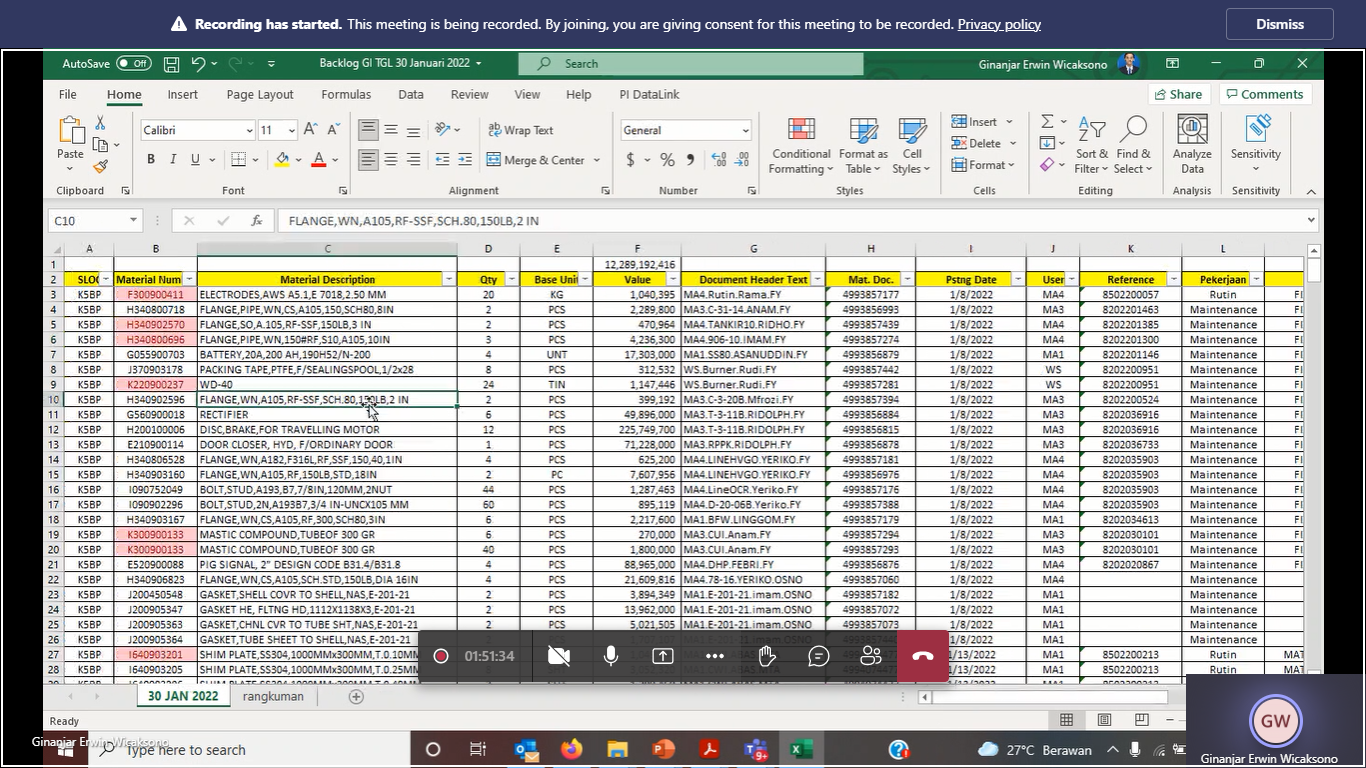 Recording has started. This meeting is being recorded. By joining, you are giving consent for this meeting to be recorded. Privacy policy Dismiss
AutoSave Off Backlog GI TGL 30 Januari 2022 Search Ginanjar Erwin Wicaksono
File Home Insert Page Layout Formulas Data Review View Help PI DataLink Share Comments
Calibri 11 Wrap Text General Insert
Paste Merge & Center Conditional Formatting Format as Table Cell Styles Delete Format Sort & Filter Find & Select Analyze Data Sensitivity
Clipboard Font Alignment Number Styles Cells Editing Analysis Sensitivity
C10 fx FLANGE,WN,A105,RF-SSF,SCH.80,150LB,2 IN
A B C D E F G H I J K L
1 12,289,192,416
2 SLOC Material Num Material Description Qty Base Unit Value Document Header Text Mat. Doc. Pstng Date User Reference Pekerjaan
3 K5BP F300900411 ELECTRODES,AWS A5.1,E 7018,2.50 MM 20 KG 1,040,395 MA4.Rutin.Rama.FY 4993857177 1/8/2022 MA4 8502200057 Rutin FI
4 K5BP H340800718 FLANGE,PIPE,WN,CS,A105,150,SCH80,8IN 2 PCS 2,289,800 MA3.C-31-14.ANAM.FY 4993856993 1/8/2022 MA3 8202201463 Maintenance FI
5 K5BP H340902570 FLANGE,SO,A105.RF-SSF,150LB,3 IN 2 PCS 470,964 MA4.TANKIR10.RIDHO.FY 4993857439 1/8/2022 MA4 8202201385 Maintenance FI
6 K5BP H340800696 FLANGE,PIPE,WN,150#RF,S10,A105,10IN 3 PCS 4,236,300 MA4.906-10.IMAM.FY 4993857274 1/8/2022 MA4 8202201300 Maintenance FI
7 K5BP G055900703 BATTERY,20A,200 AH,190H52/N-200 4 UNT 17,303,000 MA1.SS80.ASANUDDIN.FY 4993856879 1/8/2022 MA1 8202201146 Maintenance FI
8 K5BP J370903178 PACKING TAPE,PTFE,F/SEALINGSPOOL,1/2x28 8 PCS 312,532 WS.Burner.Rudi.FY 4993857442 1/8/2022 WS 8202200951 Maintenance FI
9 K5BP K220900237 WD-40 24 TIN 1,147,446 WS.Burner.Rudi.FY 4993857281 1/8/2022 WS 8202200951 Maintenance FI
10 K5BP H340902596 FLANGE,WN,A105,RF-SSF,SCH.80,150LB,2 IN 2 PCS 399,192 MA3.C-3-20B.Mfrozi.FY 4993857394 1/8/2022 MA3 8202200524 Maintenance FI
11 K5BP G560900018 RECTIFIER 6 PCS 49,896,000 MA3.T-3-11B.RIDOLPH.FY 4993856884 1/8/2022 MA3 8202036916 Maintenance FI
12 K5BP H200100006 DISC,BRAKE,FOR TRAVELLING MOTOR 12 PCS 225,749,700 MA3.T-3-11B.RIDOLPH.FY 4993856878 1/8/2022 MA3 8202036916 Maintenance FI
13 K5BP E210900114 DOOR CLOSER, HYD, F/ORDINARY DOOR 1 PCS 71,228,000 MA3.RPPK.RIDOLPH.FY 4993856815 1/8/2022 MA3 8202036733 Maintenance FI
14 K5BP H340806528 FLANGE,WN,A182,F316L,RF,SSF,150,40,1IN 4 PCS 625,200 MA4.LINEHVGO.YERIKO.FY 4993857181 1/8/2022 MA4 8202035903 Maintenance FI
15 K5BP H340903160 FLANGE,WN,A105,RF,150LB,STD,18IN 2 PC 7,607,956 MA4.LINEHVGO.YERIKO.FY 4993856976 1/8/2022 MA4 8202035903 Maintenance FI
16 K5BP I090752049 BOLT,STUD,A193,B7,7/8IN,120MM,2NUT 44 PCS 1,287,463 MA4.LineOCR.Yeriko.FY 4993857176 1/8/2022 MA4 8202035903 Maintenance FI
17 K5BP I090902296 BOLT,STUD,2N,A193B7,3/4 IN-UNCX105 MM 60 PCS 895,119 MA4.D-20-06B.Yeriko.FY 4993857388 1/8/2022 MA4 8202035903 Maintenance FI
18 K5BP H340903167 FLANGE,WN,CS,A105,RF,300,SCH80,3IN 6 PCS 2,217,600 MA1.BFW.LINGGOM.FY 4993857179 1/8/2022 MA1 8202034613 Maintenance FI
19 K5BP K300900133 MASTIC COMPOUND,TUBEOF 300 GR 6 PCS 270,000 MA3.CUI.Anam.FY 4993857294 1/8/2022 MA3 8202030101 Maintenance FI
20 K5BP K300900133 MASTIC COMPOUND,TUBEOF 300 GR 40 PCS 1,800,000 MA3.CUI.Anam.FY 4993857293 1/8/2022 MA3 8202030101 Maintenance FI
21 K5BP E520900088 PIG SIGNAL, 2" DESIGN CODE B31.4/B31.8 4 PCS 88,965,000 MA4.DHP.FEBRI.FY 4993856875 1/8/2022 MA4 8202020867 Maintenance FI
22 K5BP H340906823 FLANGE,WN,CS,A105,SCH.STD,150LB,DIA 16IN 4 PCS 21,609,816 MA4.78-16.YERIKO.OSNO 4993857060 1/8/2022 MA4 Maintenance
23 K5BP J200450548 GASKET,SHELL COVR TO SHELL,NAS,E-201-21 4 PCS 3,894,349 MA1.E-201-21.imam.OSNO 4993857182 1/8/2022 MA1 Maintenance
24 K5BP J200905347 GASKET HE, FLTNG HD,1112X1138X3,E-201-21 2 PCS 13,962,000 MA1.E-201-21.imam.OSNO 4993857072 1/8/2022 MA1 Maintenance
25 K5BP J200905363 GASKET,CHNL CVR TO TUBE SHT,NAS,E-201-21 2 PCS 5,021,505 MA1.E-201-21.imam.OSNO 4993857073 1/8/2022 MA1 Maintenance
26 K5BP J200905364 GASKET,TUBE SHEET TO SHELL,NAS,E-201-21 MA1 Maintenance
27 K5BP I640903201 SHIM PLATE,SS304,1000MMx300MM,T.0.10MM 1/13/2022 MA1 8502200213 Rutin MAT
28 K5BP I640903205 SHIM PLATE,SS304,1000MMx300MM,T.0.25MM 1/13/2022 MA1 8502200213 Rutin MAT
01:51:34
30 JAN 2022 rangkuman
Ready
Ginanjar Erwin Wicaksono
Type here to search 27°C Berawan
GW
Ginanjar Erwin Wicaksono